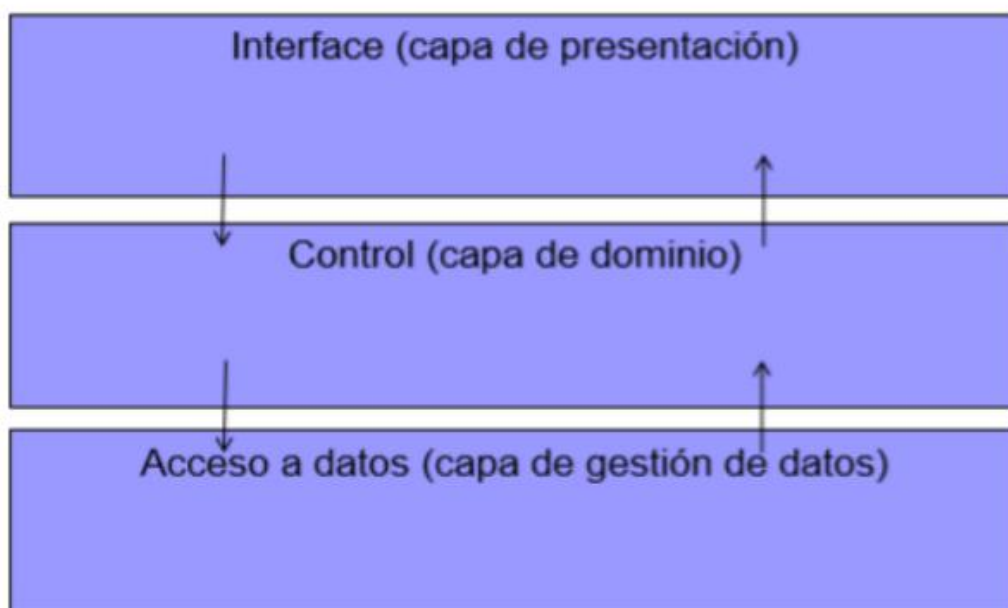 Interface (capa de presentación)
Control (capa de dominio)
Acceso a datos (capa de gestión de datos)